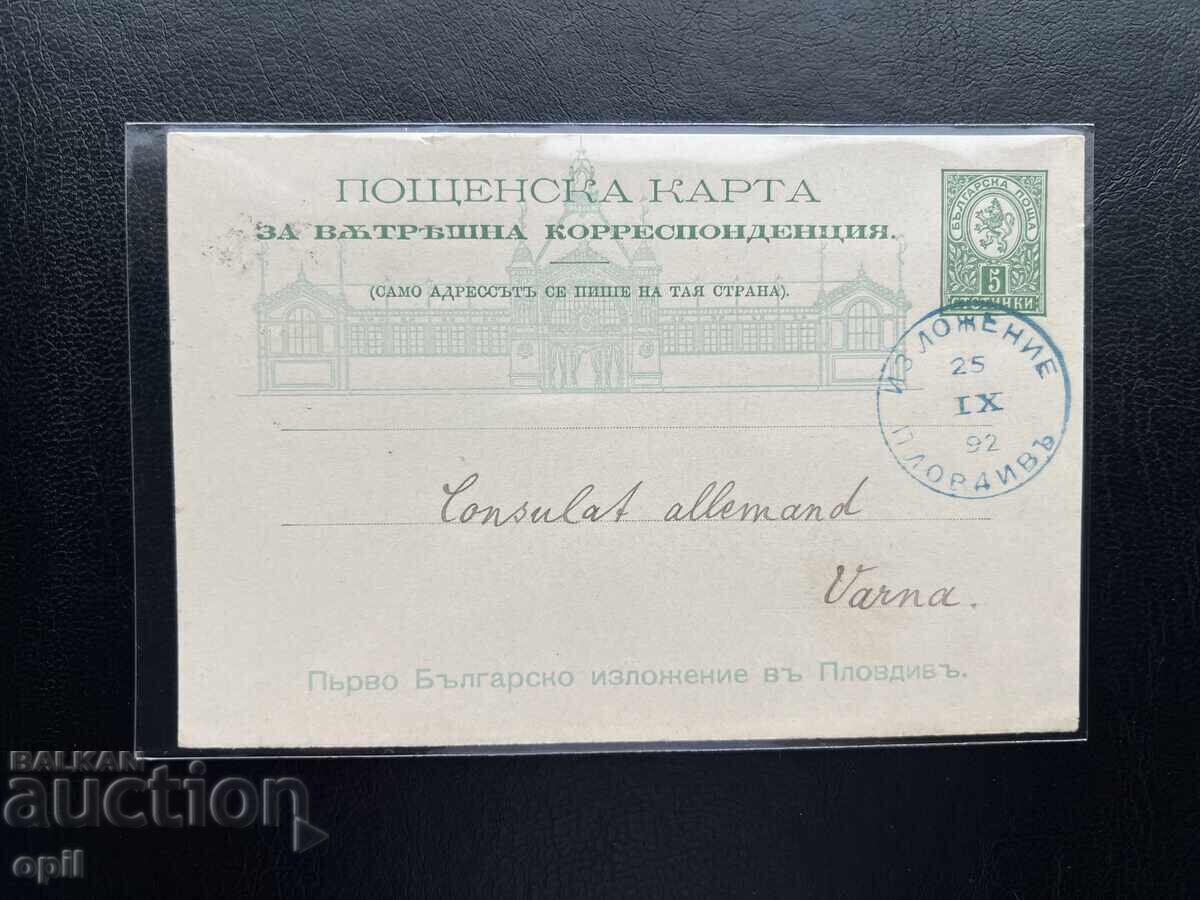 ПОЩЕНСКА КАРТА
ЗА ВѪТРѢШНА КОРРЕСПОНДЕНЦИЯ.
(САМО АДРЕССЪТЪ СЕ ПИШЕ НА ТАЯ СТРАНА).
БЪЛГАРСКА ПОЩА
5
СТОТИНКИ
ИЗЛОЖЕНИЕ
25
IX
92
ПЛОВДИВЪ
Consulat allemand
Varna.
Първо Българско изложение въ Пловдивъ.
BALKAN
auction
opil